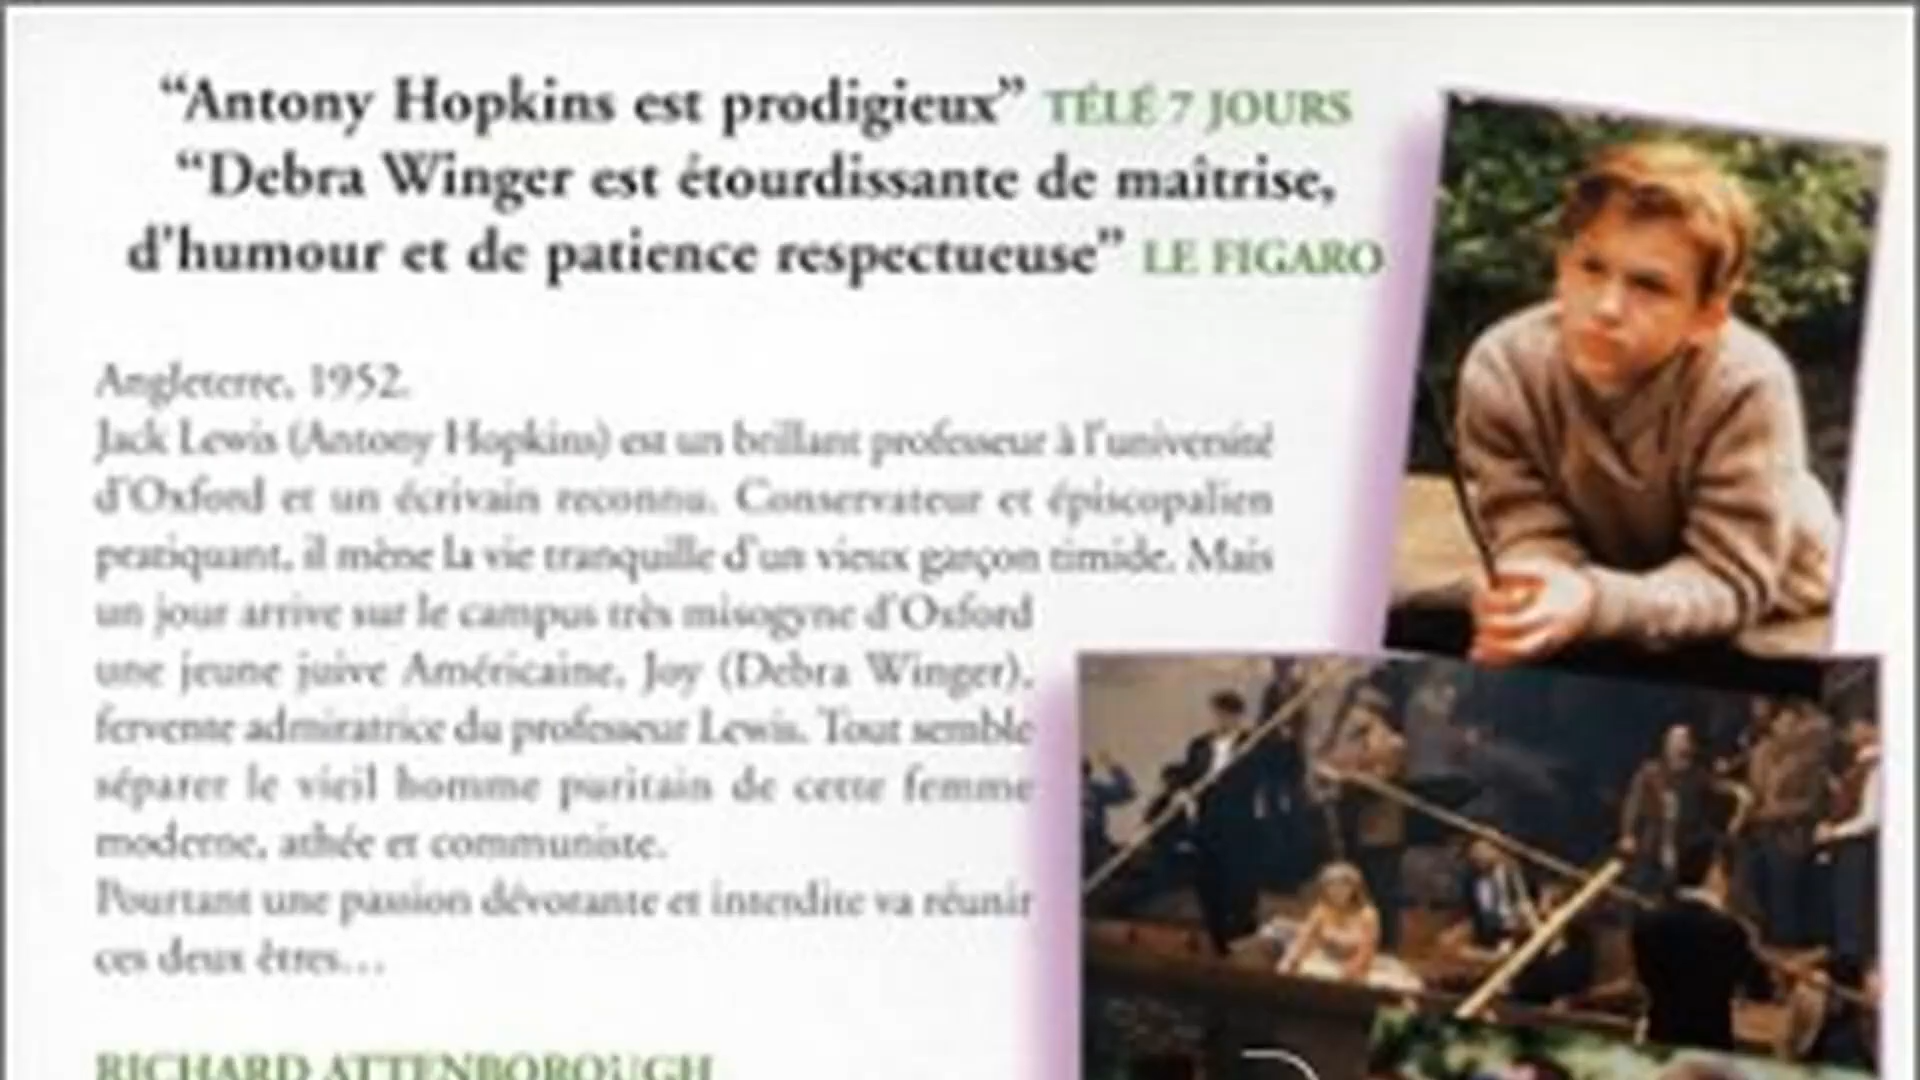 “Antony Hopkins est prodigieux” TÉLÉ 7 JOURS
“Debra Winger est étourdissante de maîtrise,
d'humour et de patience respectueuse” LE FIGARO
Angleterre, 1952.
Jack Lewis (Antony Hopkins) est un brillant professeur à l'université
d'Oxford et un écrivain reconnu. Conservateur et épiscopalien
pratiquant, il mène la vie tranquille d'un vieux garçon timide. Mais
un jour arrive sur le campus très misogyne d'Oxford
une jeune juive Américaine, Joy (Debra Winger),
fervente admiratrice du professeur Lewis. Tout semble
séparer le vieil homme puritain de cette femme
moderne, athée et communiste.
Pourtant une passion dévorante et interdite va réunir
ces deux êtres…
RICHARD ATTENBOROUGH